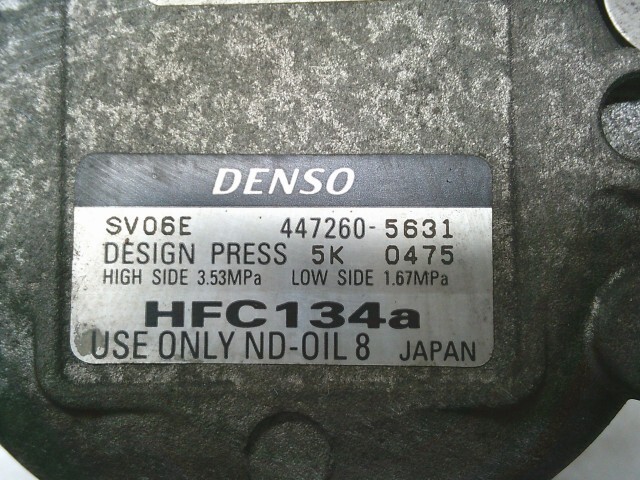 DENSO
SV06E 447260-5631
DESIGN PRESS 5K 0475
HIGH SIDE 3.53MPa LOW SIDE 1.67MPa
HFC134a
USE ONLY ND-OIL 8 JAPAN